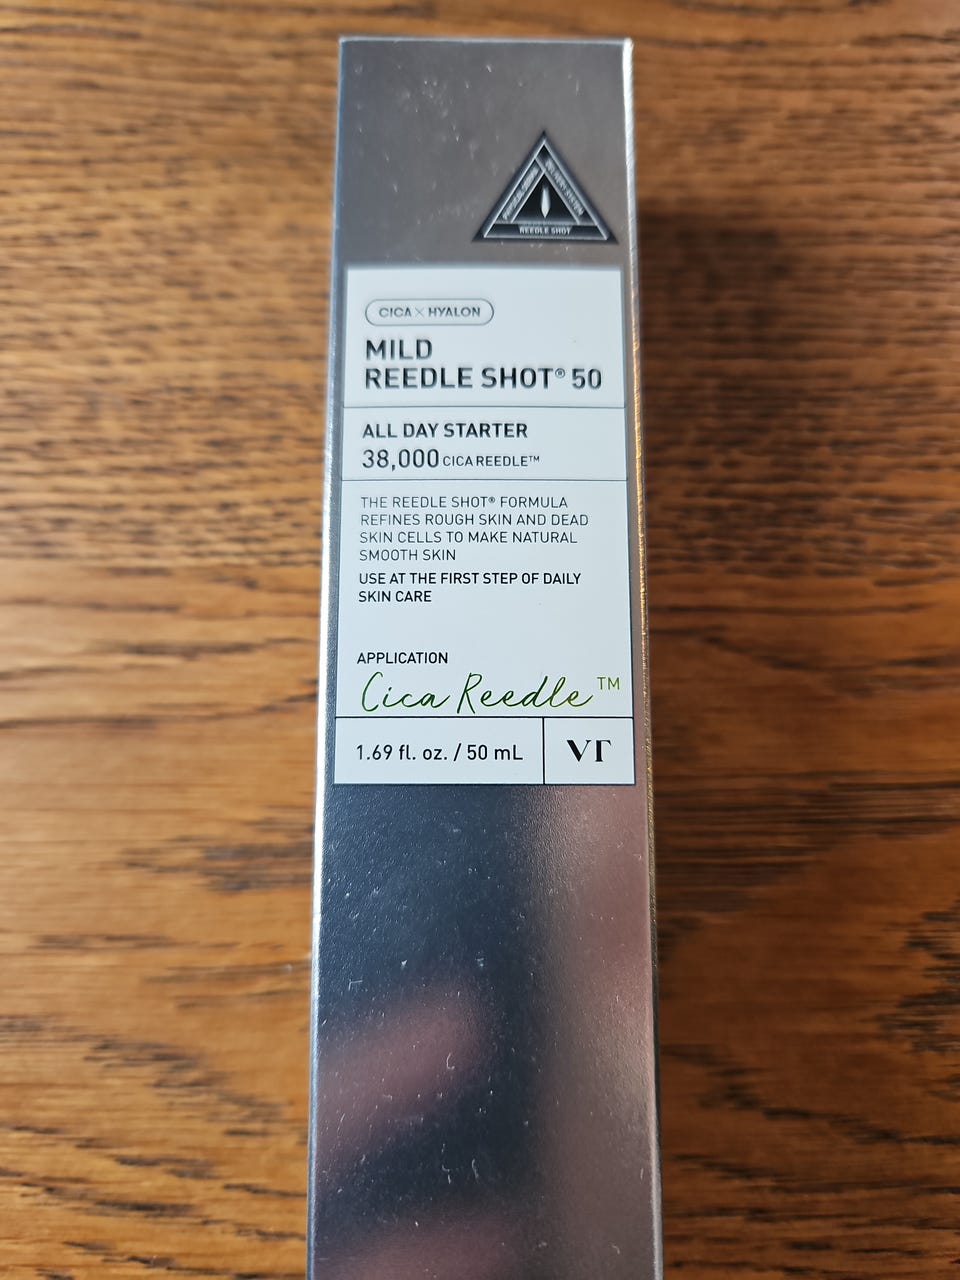 DELIVERY SYSTEM
REEDLE SHOT
CICA × HYALON
MILD
REEDLE SHOT® 50
ALL DAY STARTER
38,000 CICA REEDLE™
THE REEDLE SHOT® FORMULA
REFINES ROUGH SKIN AND DEAD
SKIN CELLS TO MAKE NATURAL
SMOOTH SKIN
USE AT THE FIRST STEP OF DAILY
SKIN CARE
APPLICATION
Cica Reedle™
1.69 fl. oz. / 50 mL
VT